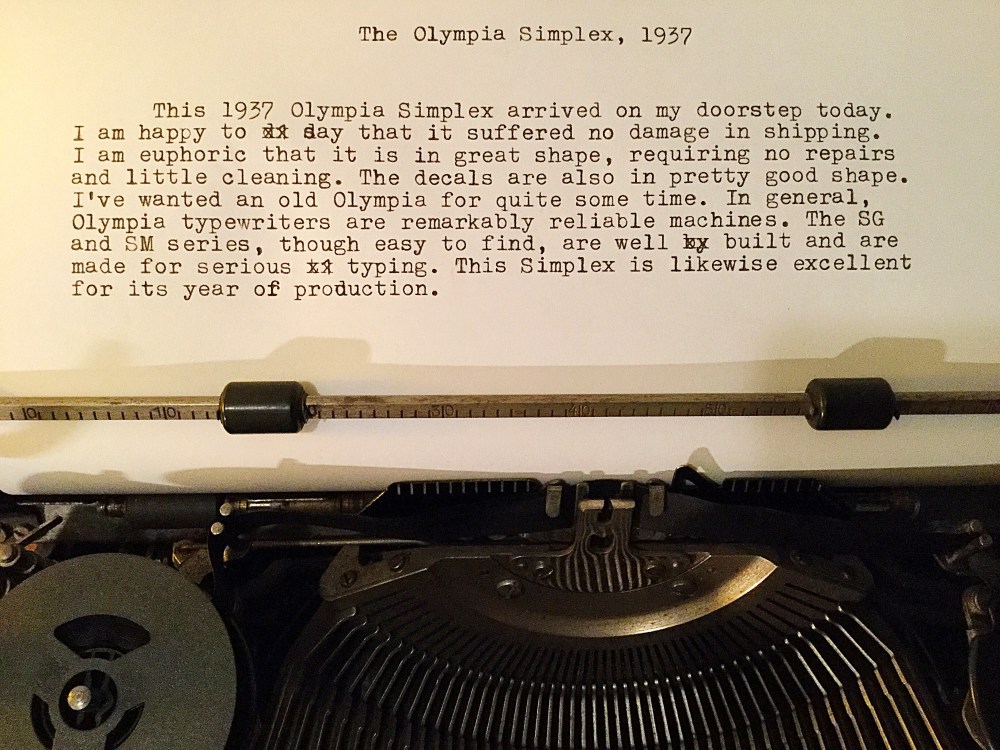 The Olympia Simplex, 1937
This 1937 Olympia Simplex arrived on my doorstep today.
I am happy to day that it suffered no damage in shipping.
I am euphoric that it is in great shape, requiring no repairs
and little cleaning. The decals are also in pretty good shape.
I've wanted an old Olympia for quite some time. In general,
Olympia typewriters are remarkably reliable machines. The SG
and SM series, though easy to find, are well built and are
made for serious typing. This Simplex is likewise excellent
for its year of production.